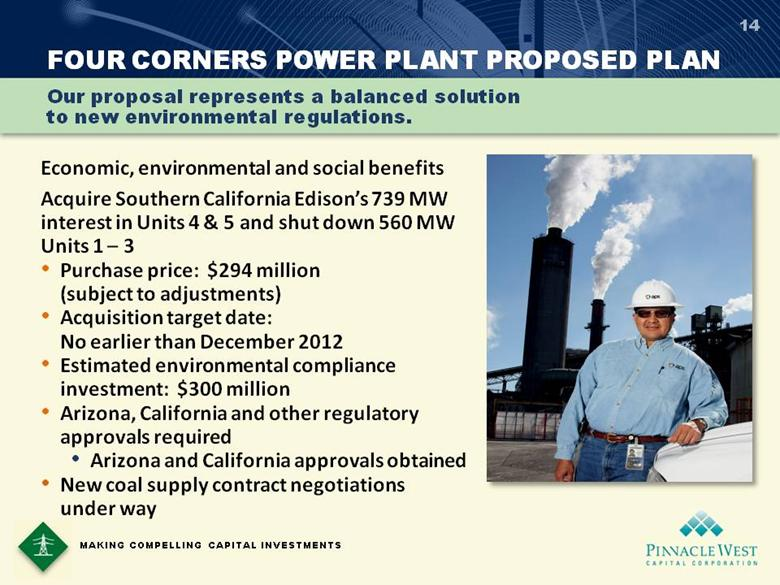 14
FOUR CORNERS POWER PLANT PROPOSED PLAN
Our proposal represents a balanced solution
to new environmental regulations.
Economic, environmental and social benefits
Acquire Southern California Edison's 739 MW
interest in Units 4 & 5 and shut down 560 MW
Units 1 – 3
• Purchase price: $294 million
(subject to adjustments)
• Acquisition target date:
No earlier than December 2012
• Estimated environmental compliance
investment: $300 million
• Arizona, California and other regulatory
approvals required
• Arizona and California approvals obtained
• New coal supply contract negotiations
under way
aps
aps
MAKING COMPELLING CAPITAL INVESTMENTS
PINNACLE WEST
CAPITAL CORPORATION